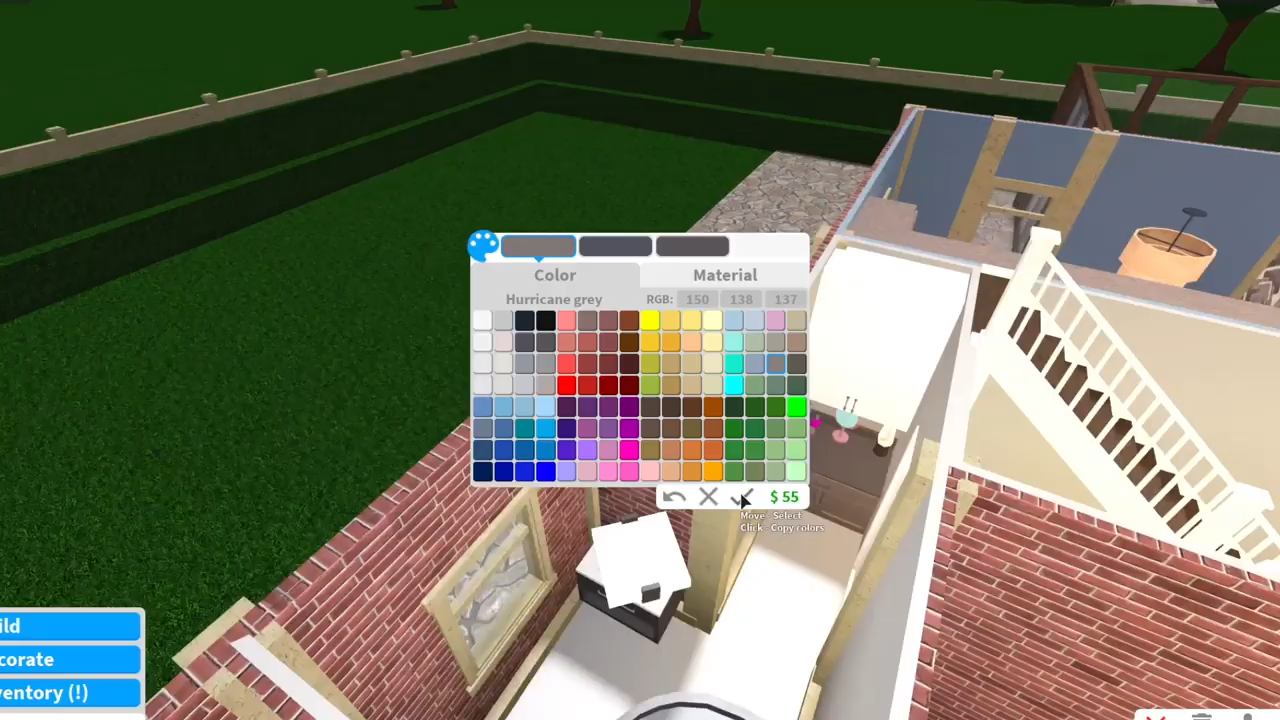 Color
Material
Hurricane grey
RGB: 150 138 137
$ 55
Move - Select
Click - Copy colors
ild
corate
ventory (!)